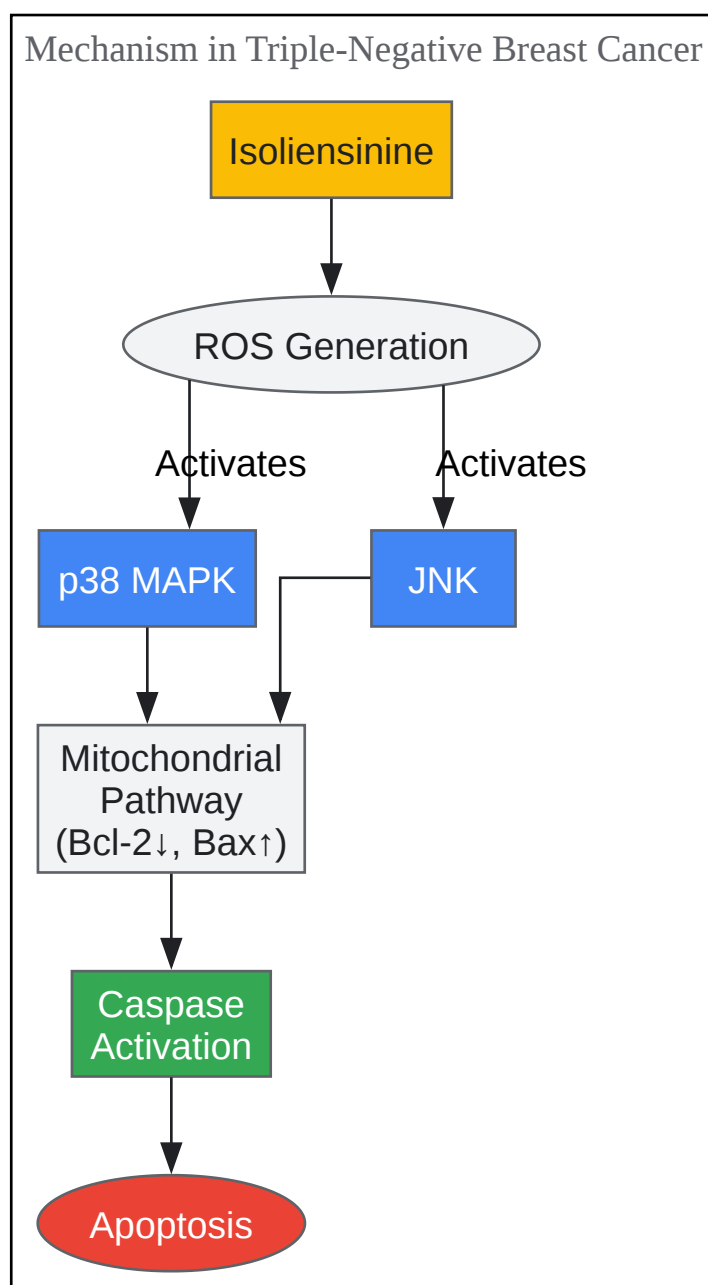 Mechanism in Triple-Negative Breast Cancer
Isoliensinine
ROS Generation
Activates
Activates
p38 MAPK
JNK
Mitochondrial
Pathway
(Bcl-2↓, Bax↑)
Caspase
Activation
Apoptosis